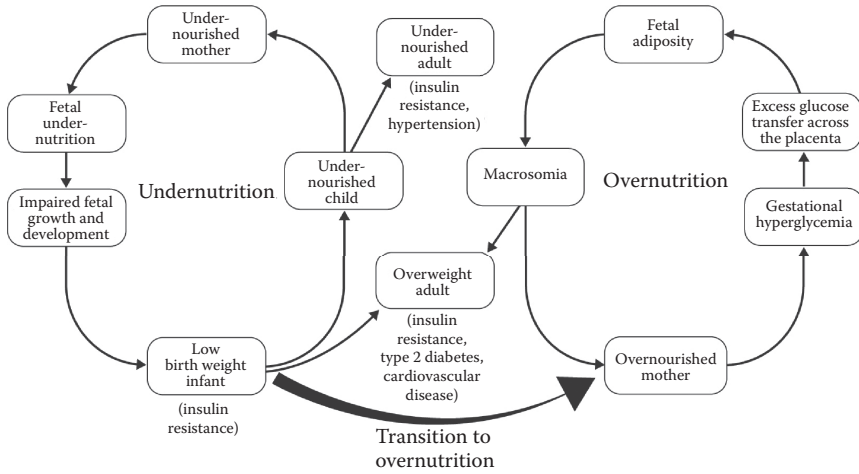 Under-
nourished
mother
Under-
nourished
adult
(insulin
resistance,
hypertension)
Fetal
adiposity
Fetal
under-
nutrition
Excess glucose
transfer across
the placenta
Undernutrition
Under-
nourished
child
Macrosomia
Overnutrition
Impaired fetal
growth and
development
Gestational
hyperglycemia
Overweight
adult
(insulin
resistance,
type 2 diabetes,
cardiovascular
disease)
Low
birth weight
infant
(insulin
resistance)
Overnourished
mother
Transition to
overnutrition